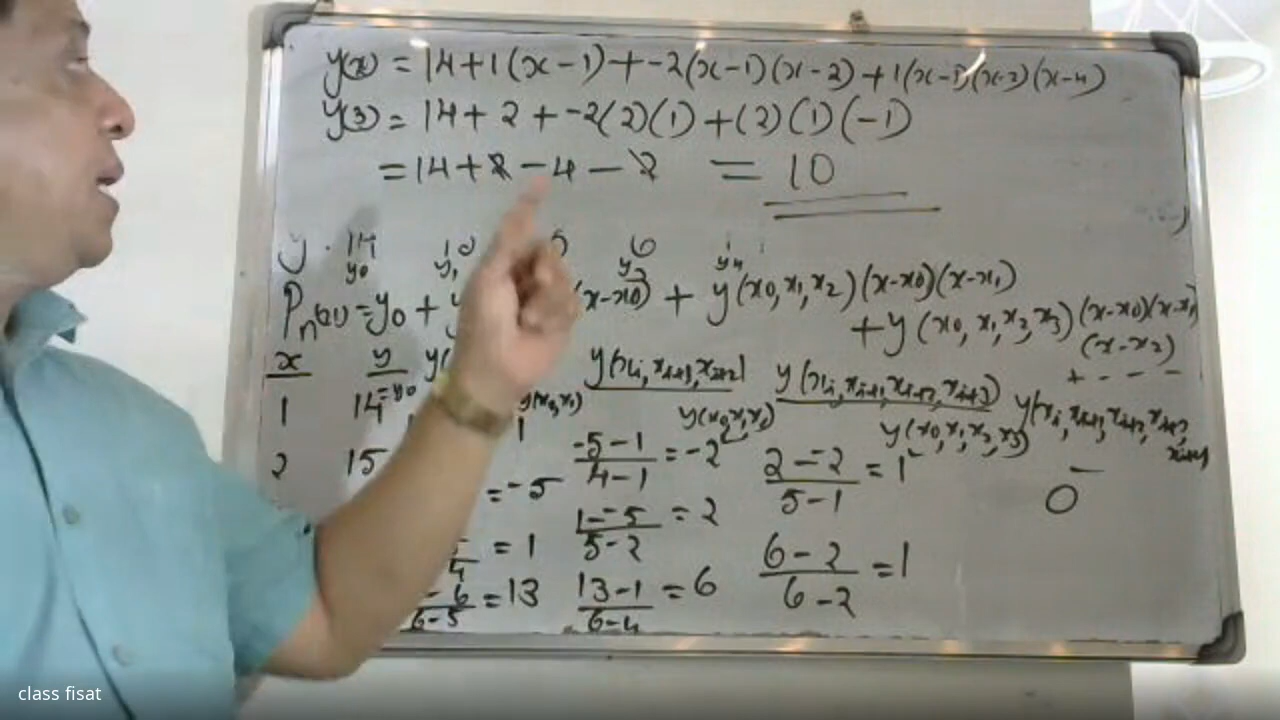 y(x) = 14+1(x-1)+-2(x-1)(x-2)+1(x-1)(x-2)(x-4)
y(3) = 14+2+-2(2)(1)+(2)(1)(-1)
=14+2-4-2 = 10
y 14 6
y0 y1 y3 y4
Pn(x)=y0+ (x-x0) + y(x0,x1,x2)(x-x0)(x-x1)
+y(x0,x1,x2,x3)(x-x0)(x-x1)
(x-x2)
+ - - - -
x y y( y(xi,xi+1,xi+2) y(xi,xi+1,xi+2,xi+3) y(xi,xi+1,xi+2,xi+3,xi+4)
1 14=y0 y(x0,x1) y(x0,x1,x2) y(x0,x1,x2,x3)
1 -5-1/4-1 = -2 2--2/5-1 = 1 0
2 15 =-5 1--5/5-2 = 2
4 =1 6-2/6-2 =1
-6/6-5 =13 13-1/6-4 =6
class fisat